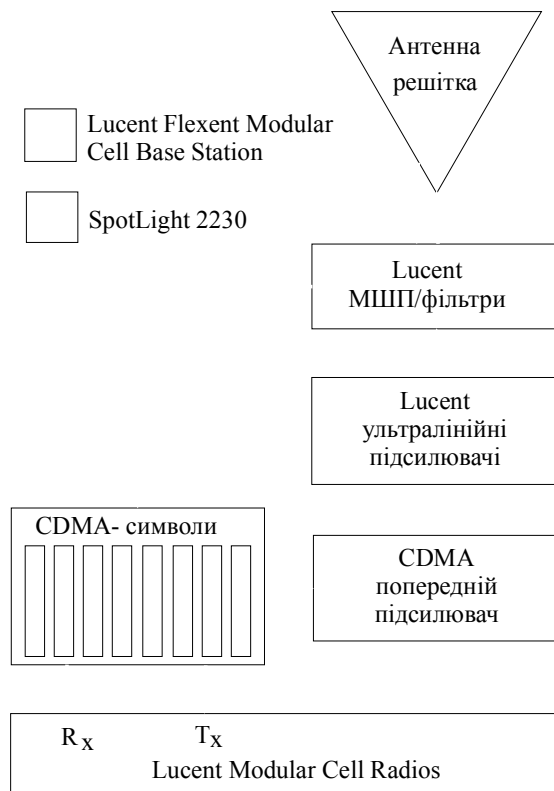 Антенна
решітка
Lucent Flexent Modular
Cell Base Station
SpotLight 2230
Lucent
МШП/фільтри
Lucent
ультралінійні
підсилювачі
CDMA- символи
CDMA
попередній
підсилювач
Rx Tx
Lucent Modular Cell Radios